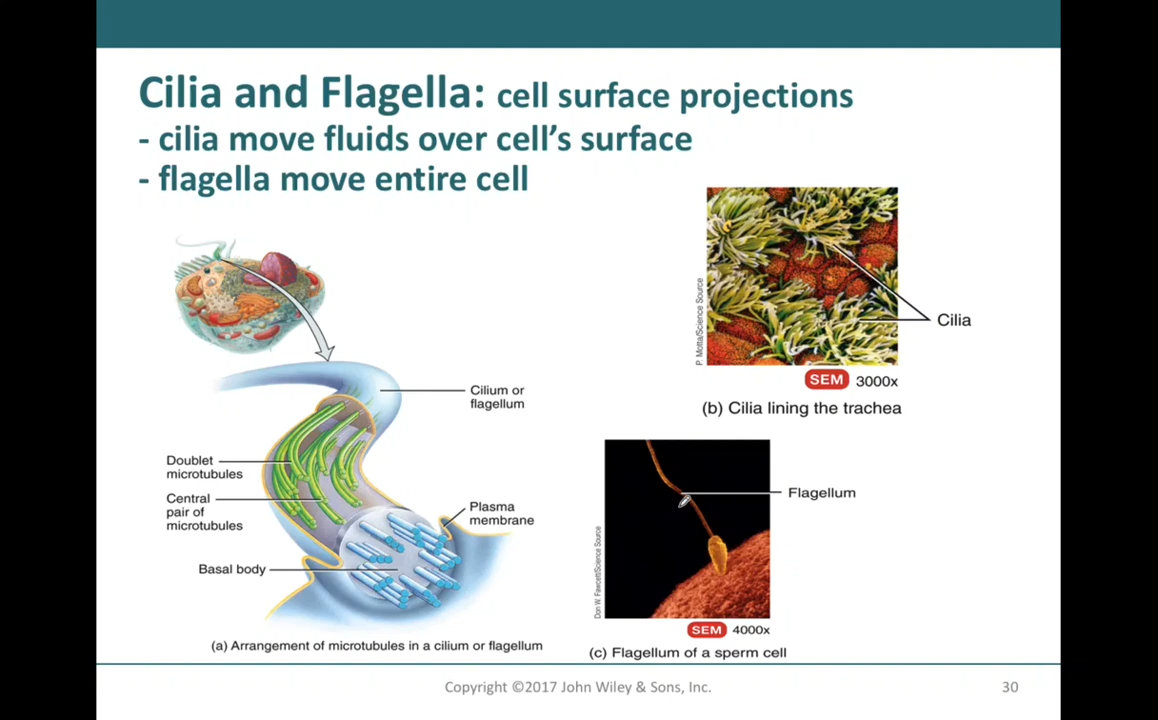 Cilia and Flagella: cell surface projections
- cilia move fluids over cell’s surface
- flagella move entire cell
Cilium or
flagellum
Doublet
microtubules
Central
pair of
microtubules
Plasma
membrane
Basal body
(a) Arrangement of microtubules in a cilium or flagellum
P. Motta/Science Source
Cilia
SEM 3000x
(b) Cilia lining the trachea
Flagellum
Don W. Fawcett/Science Source
SEM 4000x
(c) Flagellum of a sperm cell
Copyright ©2017 John Wiley & Sons, Inc.
30